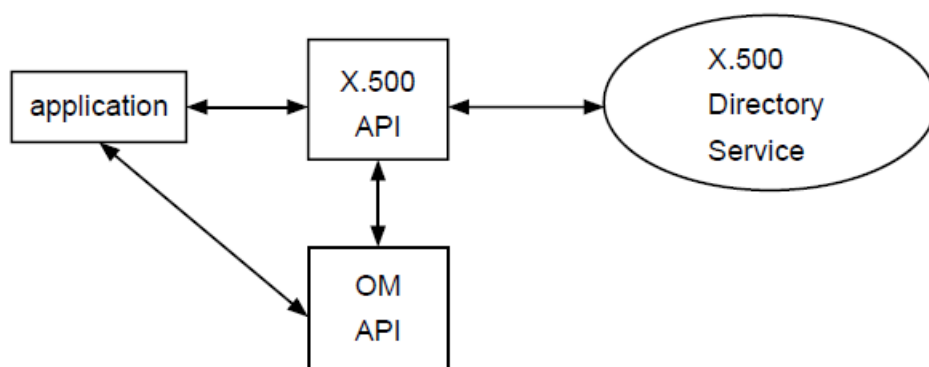 application
X.500
API
X.500
Directory
Service
OM
API